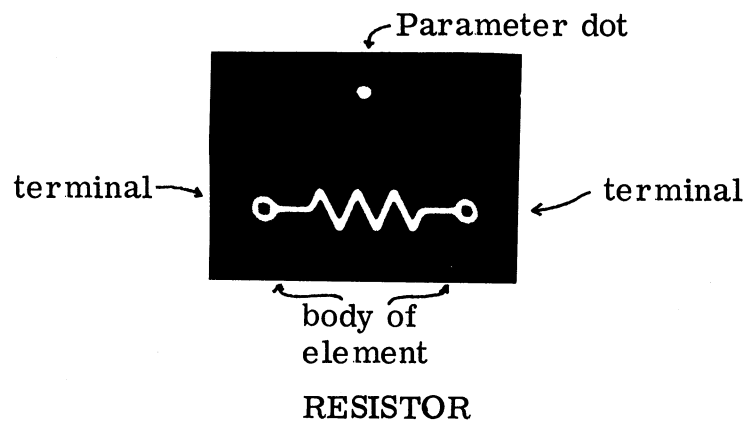 Parameter dot
terminal
terminal
body of
element
RESISTOR